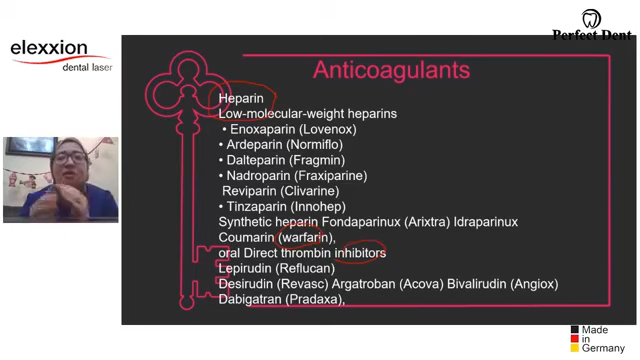 elexxion
dental laser
Perfect Dent
Anticoagulants
Heparin
Low-molecular-weight heparins
• Enoxaparin (Lovenox)
• Ardeparin (Normiflo)
• Dalteparin (Fragmin)
• Nadroparin (Fraxiparine)
Reviparin (Clivarine)
• Tinzaparin (Innohep)
Synthetic heparin Fondaparinux (Arixtra) Idraparinux
Coumarin (warfarin),
oral Direct thrombin inhibitors
Lepirudin (Reflucan)
Desirudin (Revasc) Argatroban (Acova) Bivalirudin (Angiox)
Dabigatran (Pradaxa),
Made
in
Germany